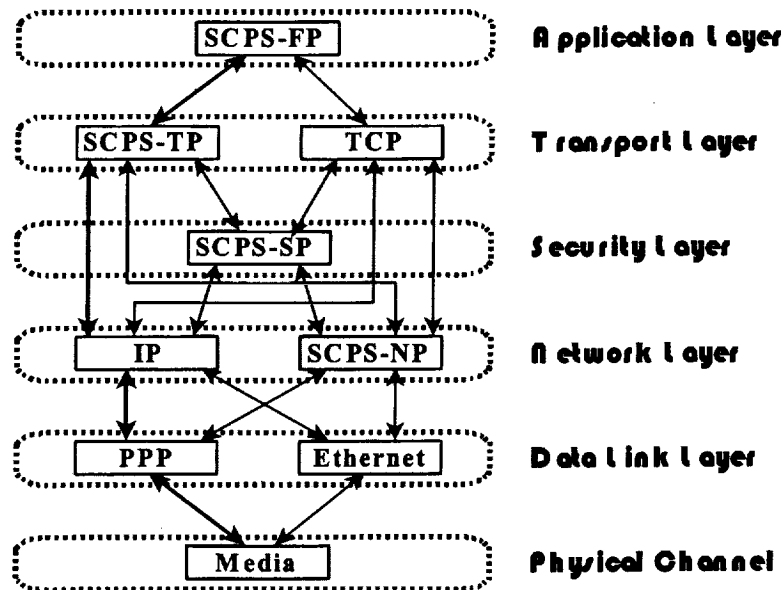 SCPS-FP Application Layer
SCPS-TP TCP Transport Layer
SCPS-SP Security Layer
IP SCPS-NP Network Layer
PPP Ethernet Data Link Layer
Media Physical Channel